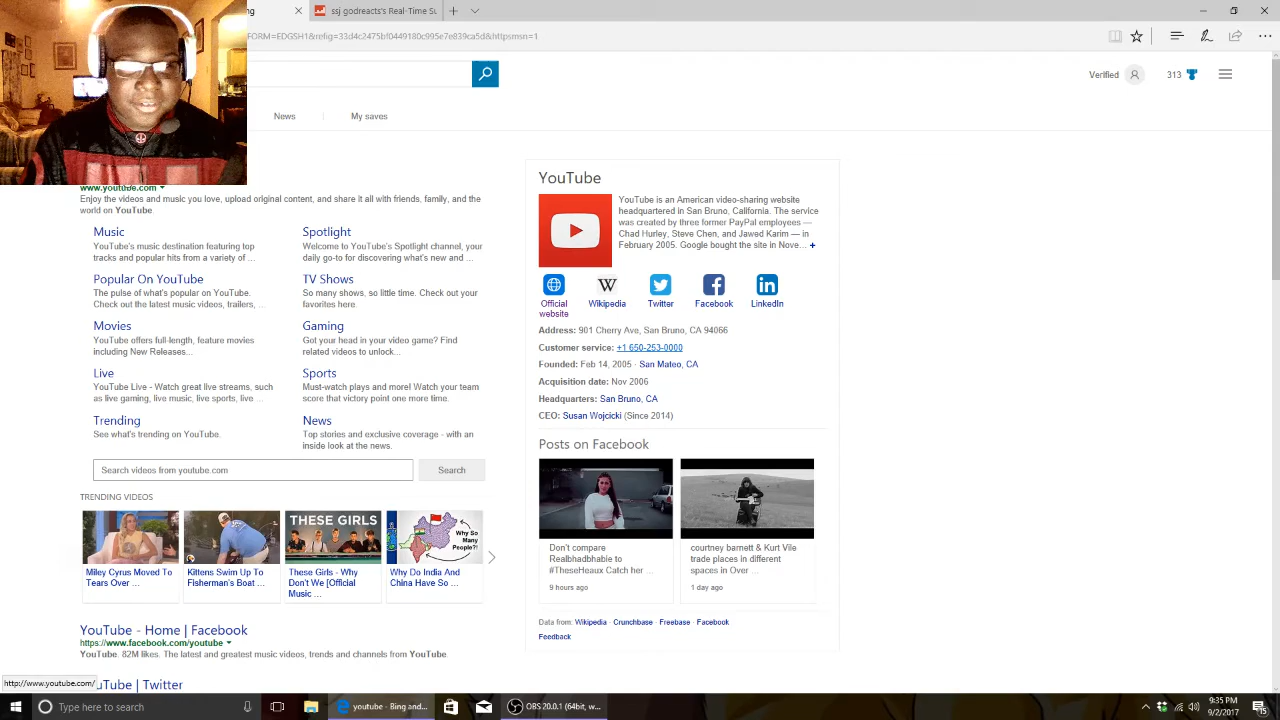 ng
ssj godrect's TcoRST - Real Si
FORM=EDGSH1&refig=33d4c2475bf0449180c995e7e839ca5d&httpsmsn=1
Verified
313
News
My saves
www.youtube.com
Enjoy the videos and music you love, upload original content, and share it all with friends, family, and the
world on YouTube
Music
YouTube's music destination featuring top
tracks and popular hits from a variety of ...
Spotlight
Welcome to YouTube's Spotlight channel, your
daily go-to for discovering what's new and ...
Popular On YouTube
The pulse of what's popular on YouTube.
Check out the latest music videos, trailers, ...
TV Shows
So many shows, so little time. Check out your
favorites here.
Movies
YouTube offers full-length, feature movies
including New Releases...
Gaming
Got your head in your video game? Find
related videos to unlock...
Live
YouTube Live - Watch great live streams, such
as live gaming, live music, live sports, live ...
Sports
Must-watch plays and more! Watch your team
score that victory point one more time.
Trending
See what's trending on YouTube.
News
Top stories and exclusive coverage - with an
inside look at the news.
Search videos from youtube.com
Search
TRENDING VIDEOS
THESE GIRLS
Why So
Many
People?!
Miley Cyrus Moved To
Tears Over ...
Kittens Swim Up To
Fisherman's Boat ...
These Girls - Why
Don't We [Official
Music ...
Why Do India And
China Have So ...
YouTube - Home | Facebook
https://www.facebook.com/youtube
YouTube. 82M likes. The latest and greatest music videos, trends and channels from YouTube.
http://www.youtube.com/
uTube | Twitter
YouTube
YouTube is an American video-sharing website
headquartered in San Bruno, California. The service
was created by three former PayPal employees —
Chad Hurley, Steve Chen, and Jawed Karim — in
February 2005. Google bought the site in Nove... +
Official
website
Wikipedia
Twitter
Facebook
LinkedIn
Address: 901 Cherry Ave, San Bruno, CA 94066
Customer service: +1 650-253-0000
Founded: Feb 14, 2005 · San Mateo, CA
Acquisition date: Nov 2006
Headquarters: San Bruno, CA
CEO: Susan Wojcicki (Since 2014)
Posts on Facebook
Don't compare
Realbhadbhabie to
#TheseHeaux Catch her ...
9 hours ago
courtney barnett & Kurt Vile
trade places in different
spaces in Over ...
1 day ago
Data from: Wikipedia · Crunchbase · Freebase · Facebook
Feedback
Type here to search
youtube - Bing and...
OBS 20.0.1 (64bit, w...
9:35 PM
9/2/2017